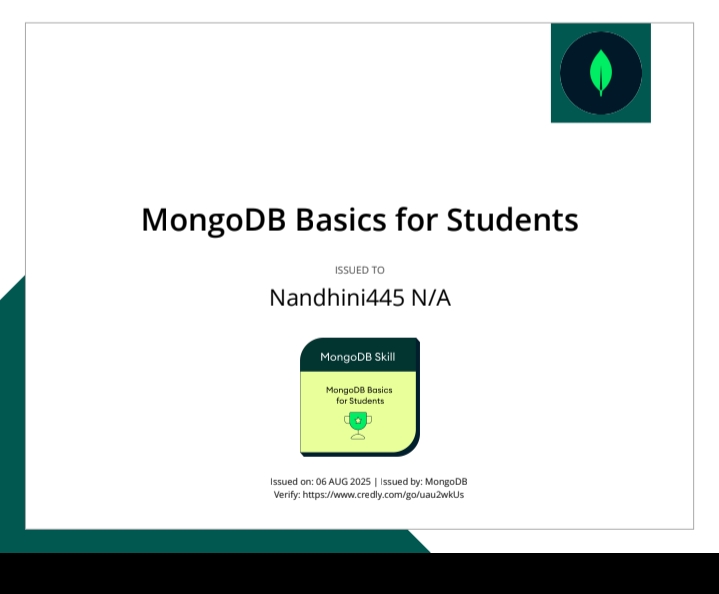 MongoDB Basics for Students
ISSUED TO
Nandhini445 N/A
MongoDB Skill
MongoDB Basics
for Students
Issued on: 06 AUG 2025 | Issued by: MongoDB
Verify: https://www.credly.com/go/uau2wkUs